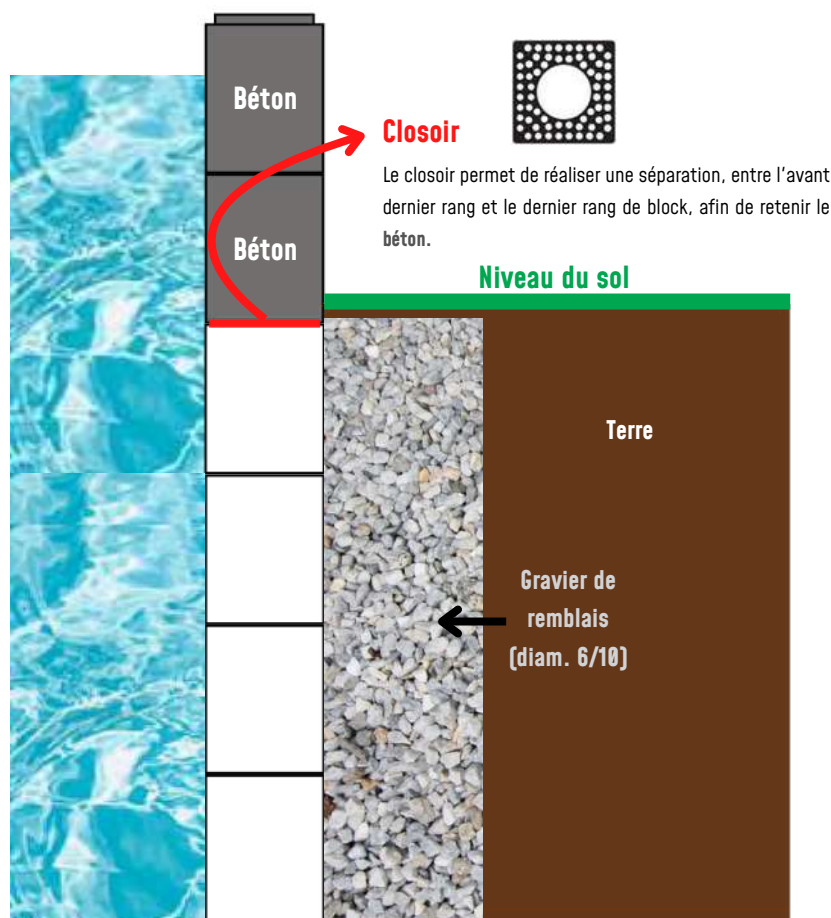 Béton
Closoir
Le closoir permet de réaliser une séparation, entre l'avant
dernier rang et le dernier rang de block, afin de retenir le
béton.
Béton
Niveau du sol
Terre
Gravier de
remblais
(diam. 6/10)